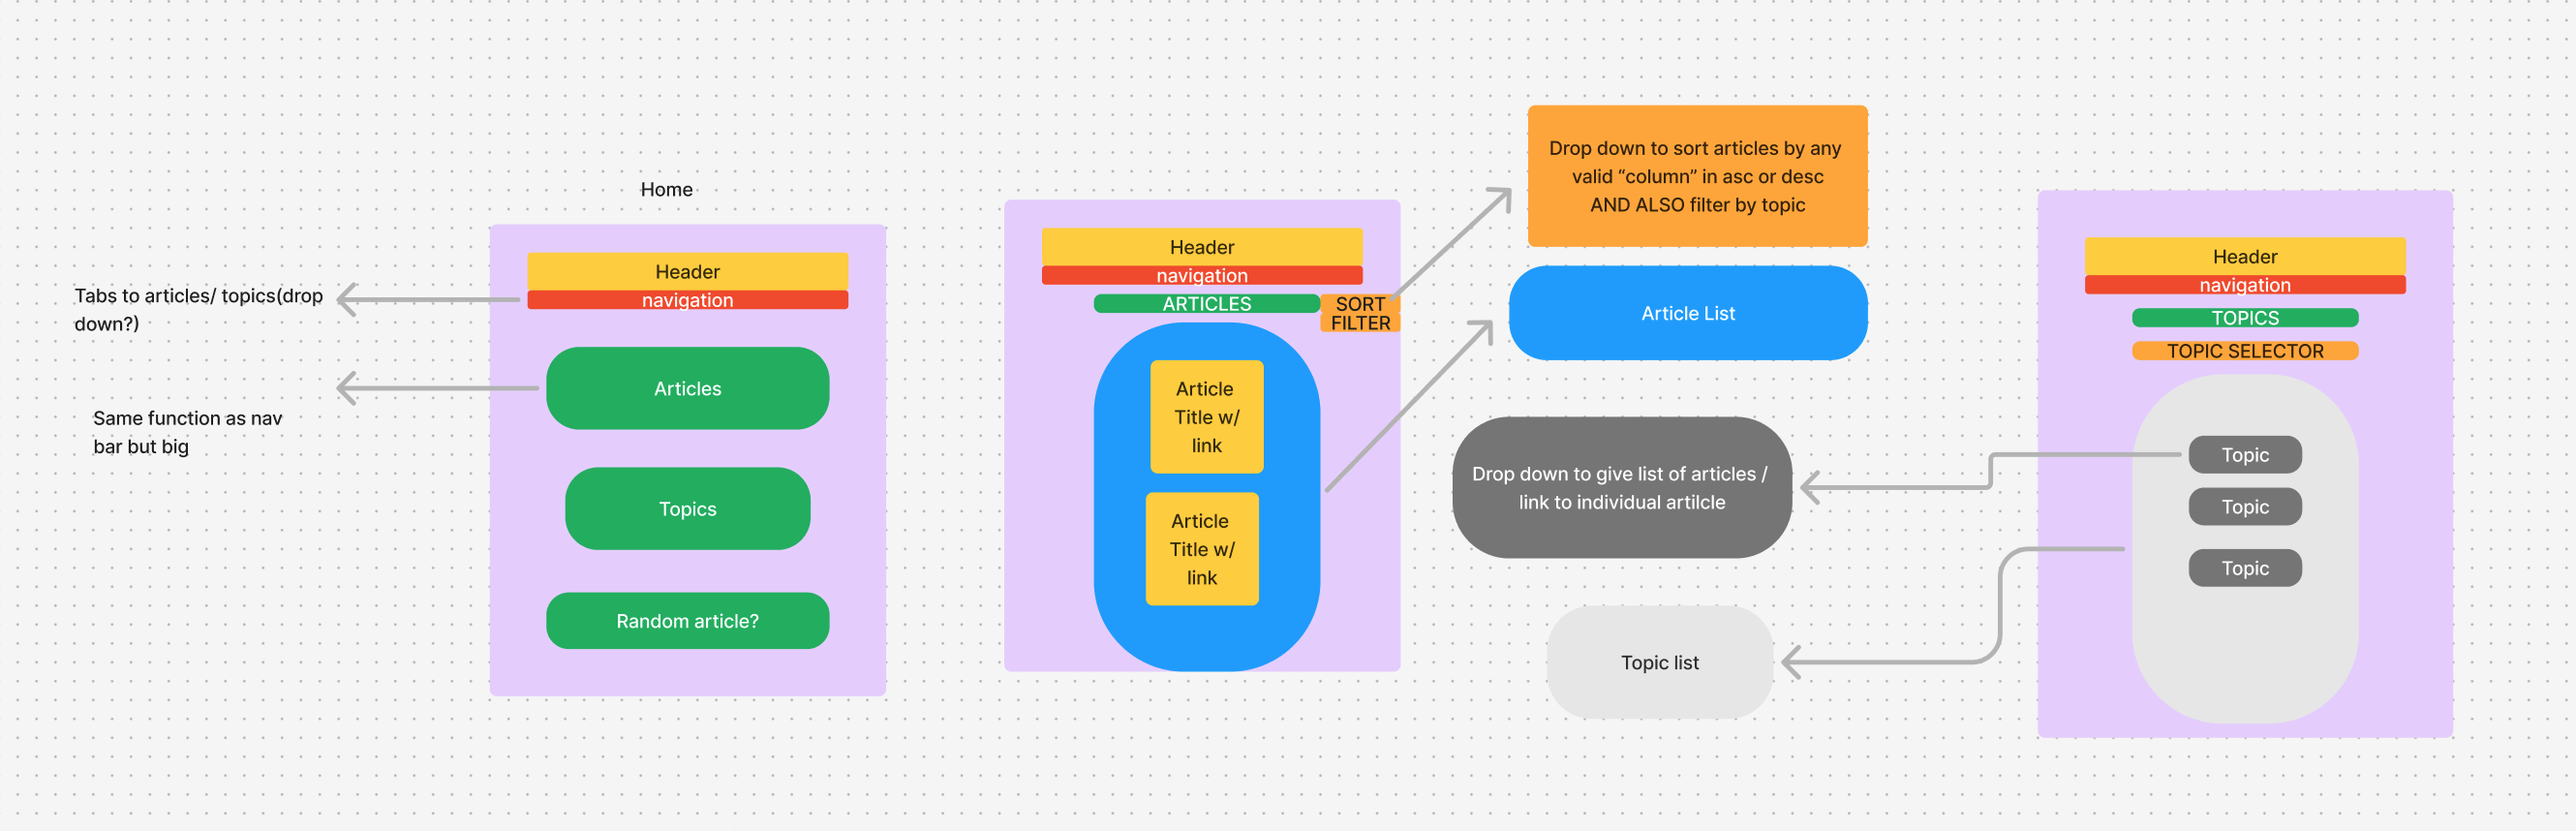 Home
Header
navigation
Tabs to articles/ topics(drop
down?)
Articles
Same function as nav
bar but big
Topics
Random article?
Header
navigation
ARTICLES
SORT
FILTER
Article
Title w/
link
Article
Title w/
link
Drop down to sort articles by any
valid “column” in asc or desc
AND ALSO filter by topic
Article List
Drop down to give list of articles /
link to individual artilcle
Topic list
Header
navigation
TOPICS
TOPIC SELECTOR
Topic
Topic
Topic